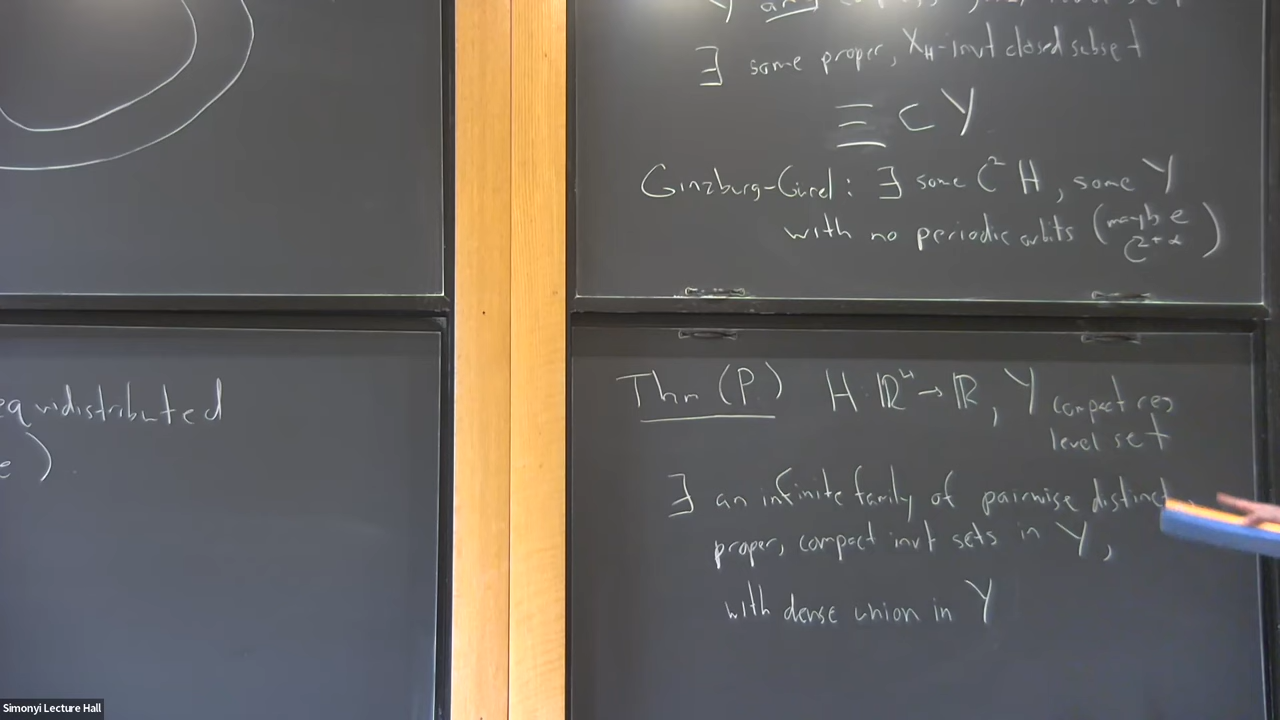 Y any
∃ some proper, X_H-invt closed subset
Ξ ⊂ Y
Ginzburg-Gürel: ∃ some C² H, some Y
with no periodic orbits (maybe C^{2+α})
equidistributed
e).
Thm (P.) H: ℝ⁴ → ℝ, Y compact reg
level set
∃ an infinite family of pairwise distinct
proper, compact invt sets in Y,
with dense union in Y
Simonyi Lecture Hall